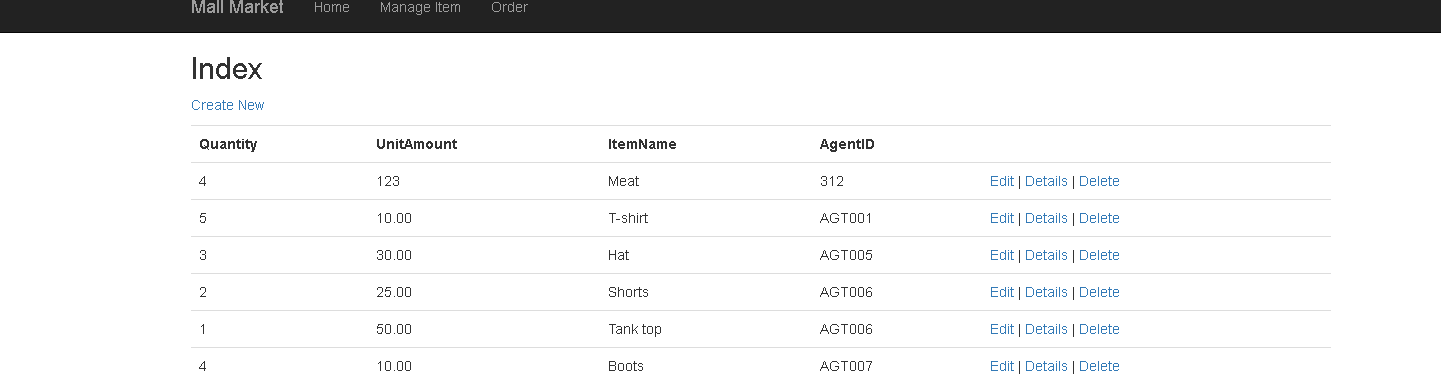 Mall Market Home Manage Item Order
Index
Create New
Quantity UnitAmount ItemName AgentID
4 123 Meat 312 Edit | Details | Delete
5 10.00 T-shirt AGT001 Edit | Details | Delete
3 30.00 Hat AGT005 Edit | Details | Delete
2 25.00 Shorts AGT006 Edit | Details | Delete
1 50.00 Tank top AGT006 Edit | Details | Delete
4 10.00 Boots AGT007 Edit | Details | Delete